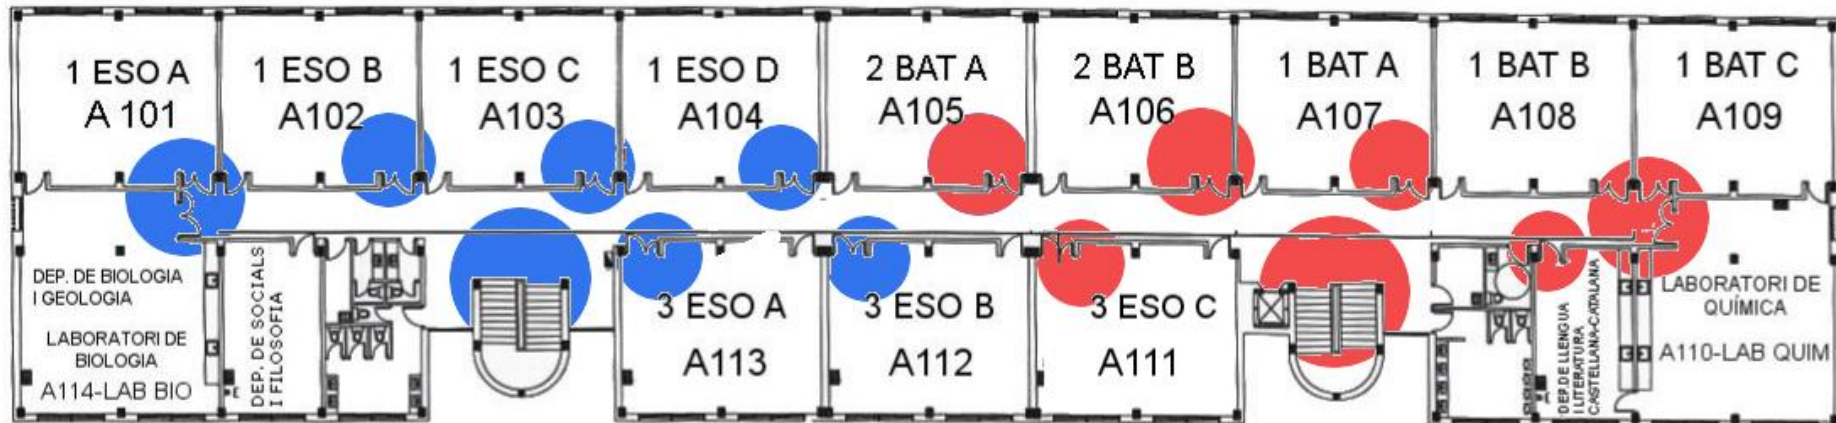 1 ESO A
A 101
1 ESO B
A102
1 ESO C
A103
1 ESO D
A104
2 BAT A
A105
2 BAT B
A106
1 BAT A
A107
1 BAT B
A108
1 BAT C
A109
DEP. DE BIOLOGIA
I GEOLOGIA
LABORATORI DE
BIOLOGIA
A114-LAB BIO
DEP. DE SOCIALS
I FILOSOFIA
3 ESO A
A113
3 ESO B
A112
3 ESO C
A111
DEP.DE LLENGUA
I LITERATURA
CASTELLANA-CATALANA
LABORATORI DE
QUÍMICA
A110-LAB QUIM